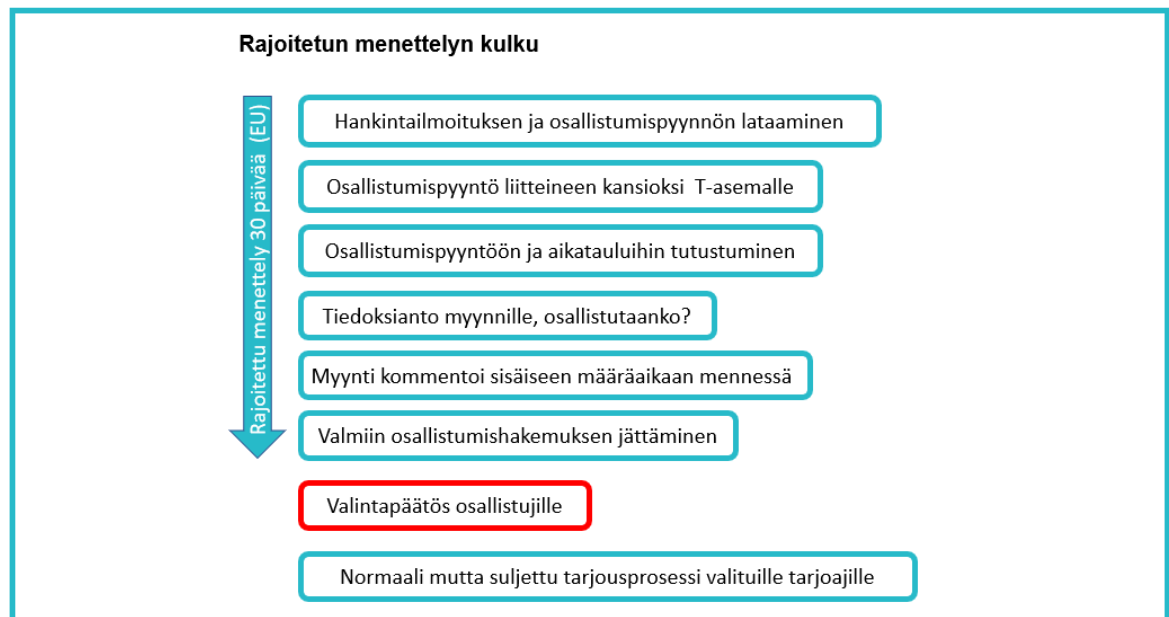 Rajoitetun menettelyn kulku
Rajoitettu menettely 30 päivää (EU)
Hankintailmoituksen ja osallistumispyynnön lataaminen
Osallistumispyyntö liitteineen kansioksi T-asemalle
Osallistumispyyntöön ja aikatauluihin tutustuminen
Tiedoksianto myynnille, osallistutaanko?
Myynti kommentoi sisäiseen määräaikaan mennessä
Valmiin osallistumishakemuksen jättäminen
Valintapäätös osallistujille
Normaali mutta suljettu tarjousprosessi valituille tarjoajille